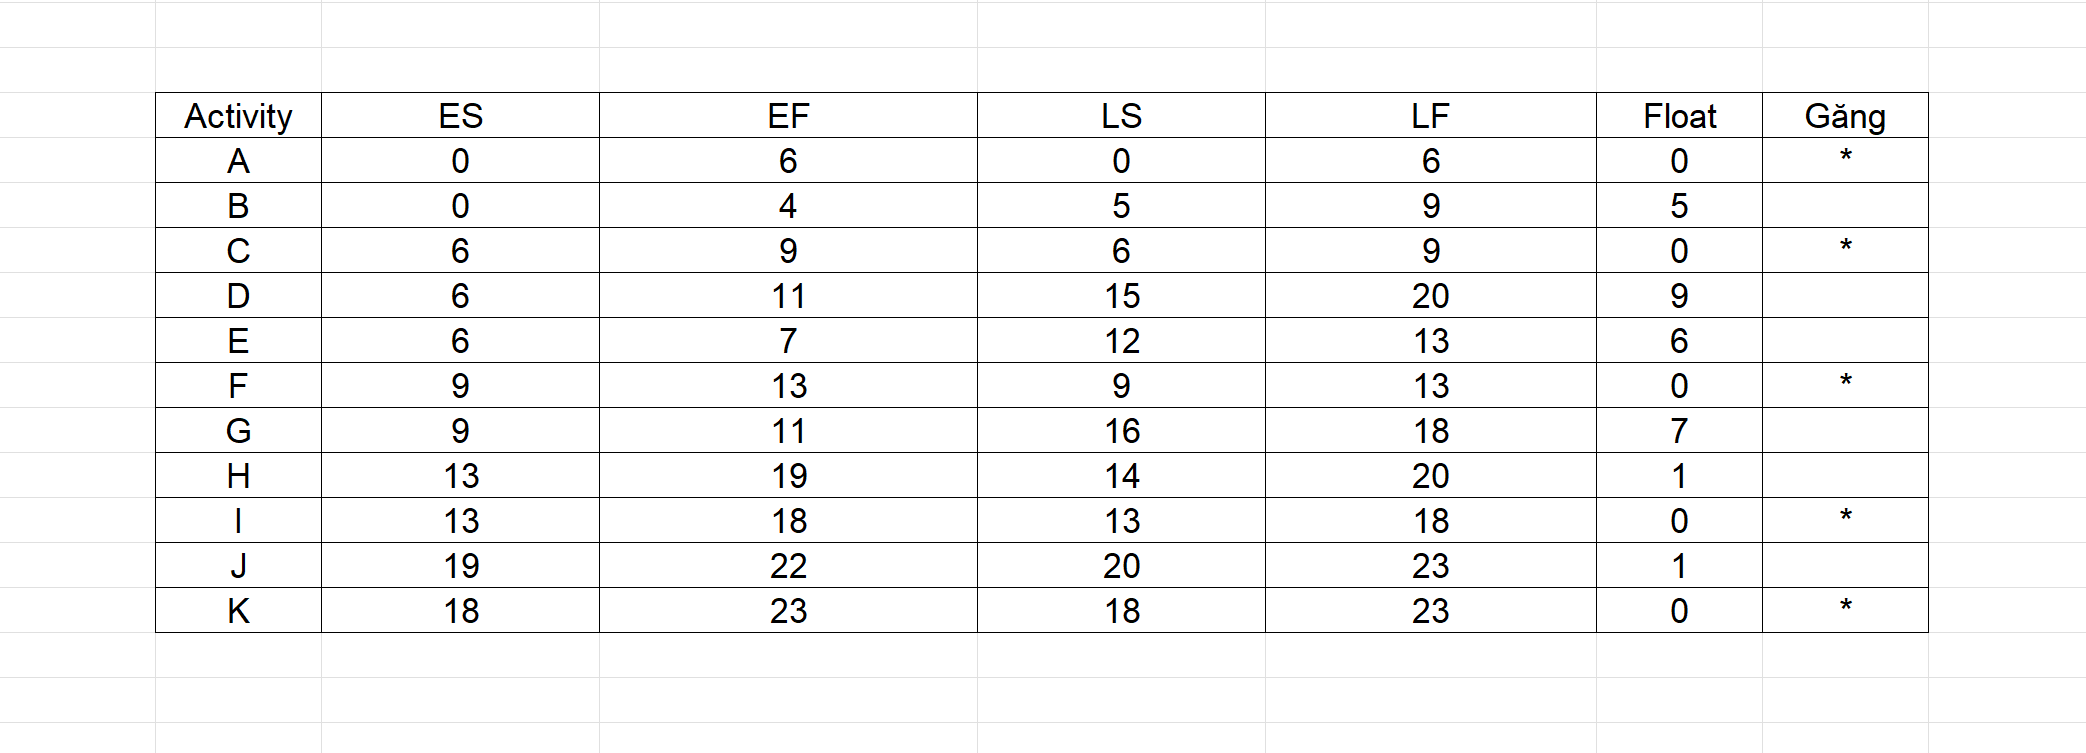 Activity ES EF LS LF Float Găng
A 0 6 0 6 0 *
B 0 4 5 9 5
C 6 9 6 9 0 *
D 6 11 15 20 9
E 6 7 12 13 6
F 9 13 9 13 0 *
G 9 11 16 18 7
H 13 19 14 20 1
I 13 18 13 18 0 *
J 19 22 20 23 1
K 18 23 18 23 0 *